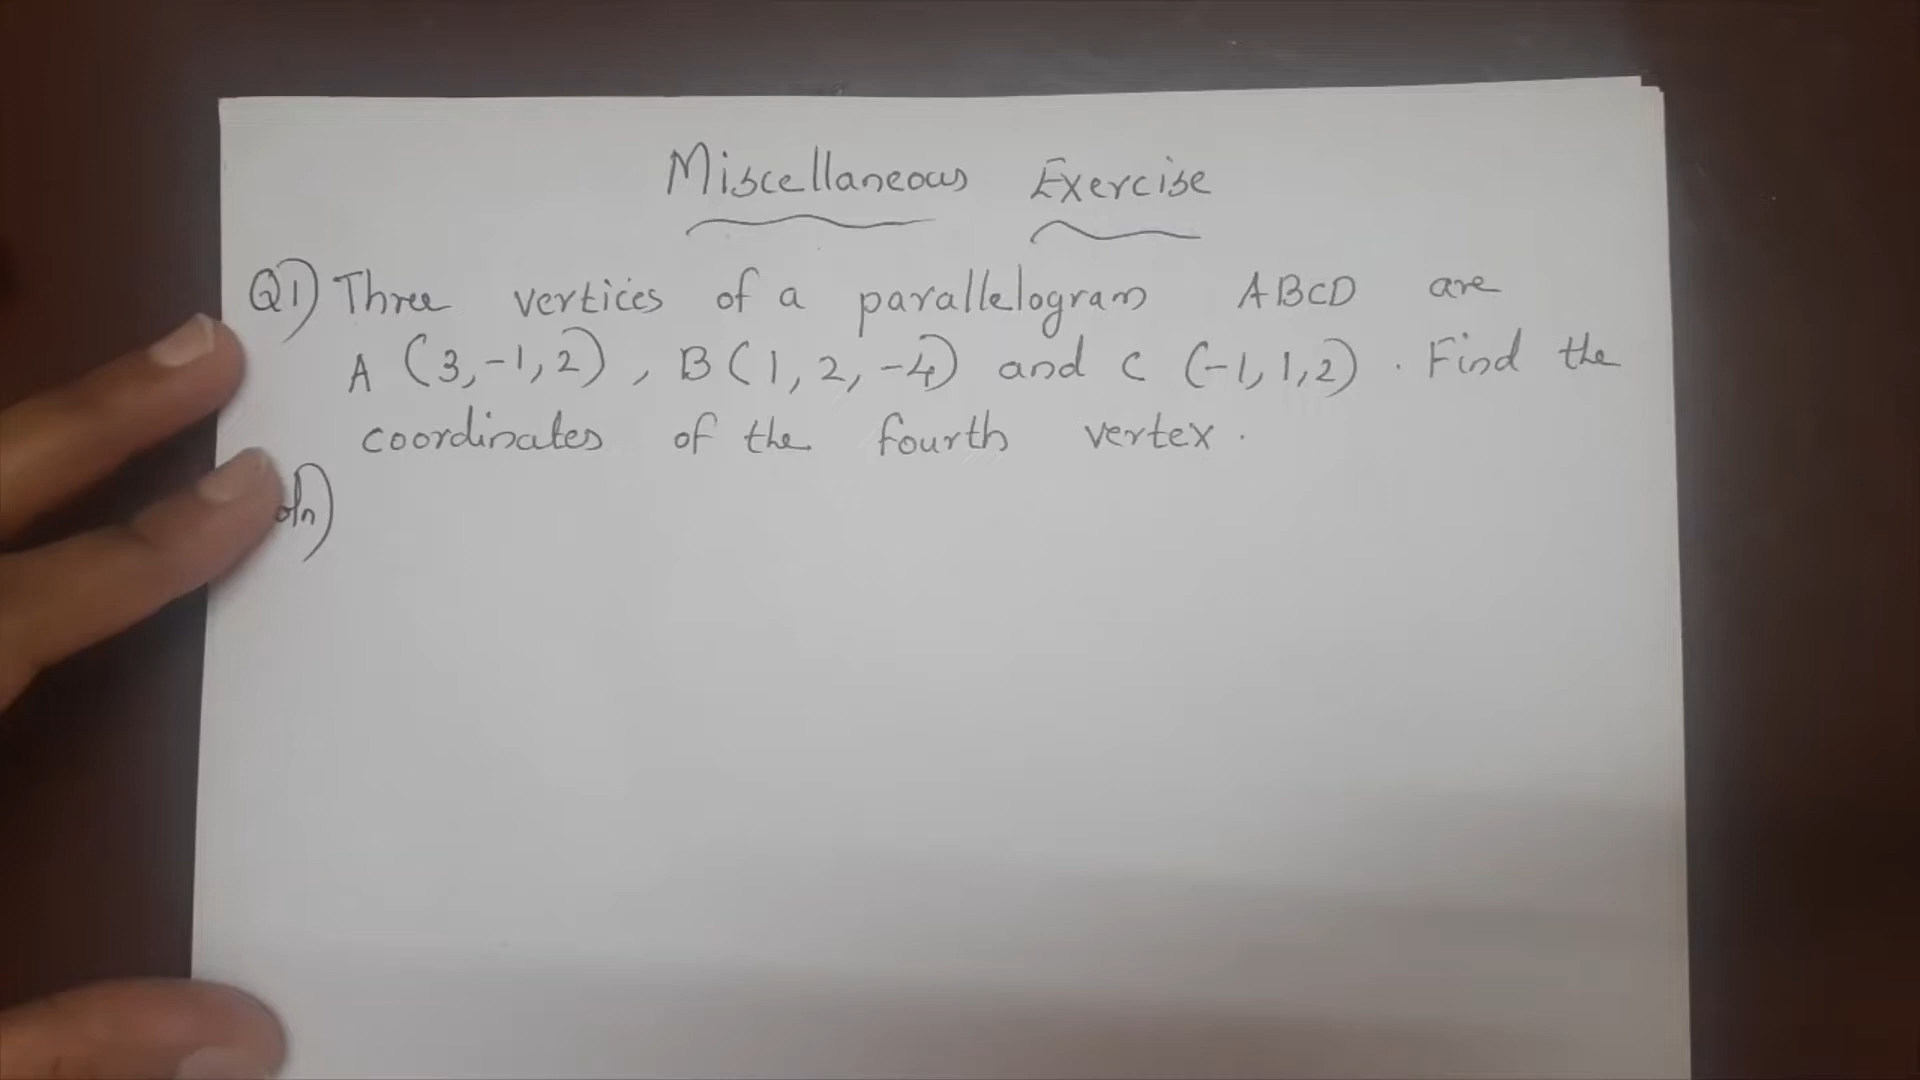 Miscellaneous Exercise
Q1) Three vertices of a parallelogram ABCD are
A (3,-1,2), B(1, 2, -4) and C (-1, 1, 2). Find the
coordinates of the fourth vertex.
oln)